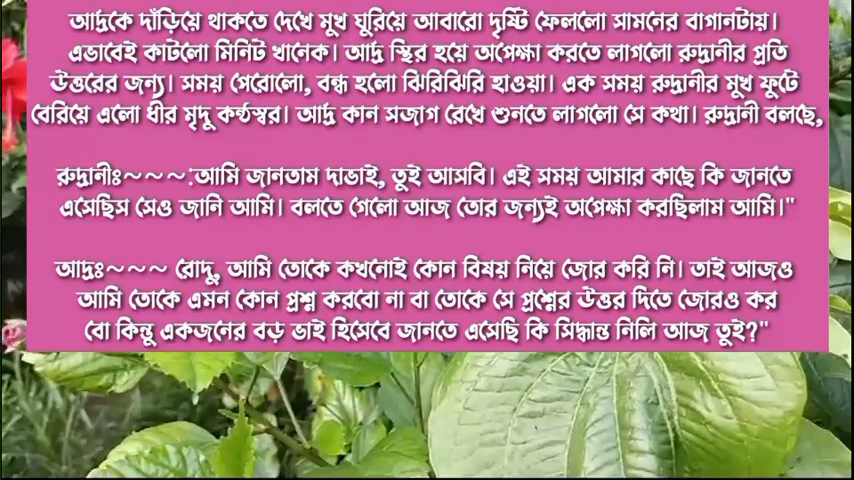 আর্দ্রকে দাঁড়িয়ে থাকতে দেখে মুখ ঘুরিয়ে আবারো দৃষ্টি ফেললো সামনের বাগানটায়।
এভাবেই কাটলো মিনিট খানেক। আর্দ্র স্থির হয়ে অপেক্ষা করতে লাগলো রুদ্রানীর প্রতি
উত্তরের জন্য। সময় পেরোলো, বন্ধ হলো ঝিরিঝিরি হাওয়া। এক সময় রুদ্রানীর মুখ ফুটে
বেরিয়ে এলো ধীর মৃদু কন্ঠস্বর। আর্দ্র কান সজাগ রেখে শুনতে লাগলো সে কথা। রুদ্রানী বলছে,
রুদ্রানীঃ~~~:আমি জানতাম দাভাই, তুই আসবি। এই সময় আমার কাছে কি জানতে
এসেছিস সেও জানি আমি। বলতে গেলো আজ তোর জন্যই অপেক্ষা করছিলাম আমি।"
আদ্রঃ~~~ রোদু, আমি তোকে কখনোই কোন বিষয় নিয়ে জোর করি নি। তাই আজও
আমি তোকে এমন কোন প্রশ্ন করবো না বা তোকে সে প্রশ্নের উত্তর দিতে জোরও কর
বো কিন্তু একজনের বড় ভাই হিসেবে জানতে এসেছি কি সিদ্ধান্ত নিলি আজ তুই?"